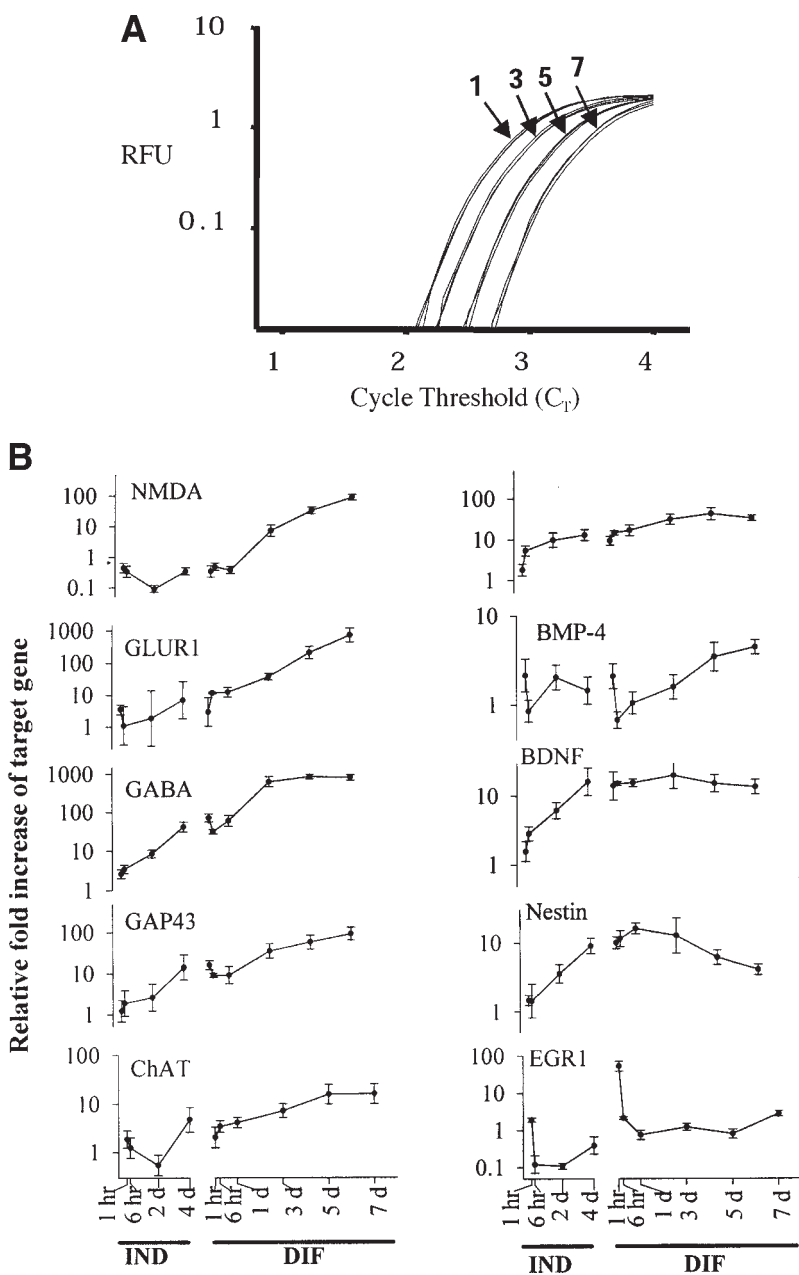 A
10
1
0.1
RFU
1 3 5 7
1 2 3 4
Cycle Threshold (C_T)
B
Relative fold increase of target gene
NMDA
100
10
1
0.1
100
10
1
GLUR1
1000
100
10
1
BMP-4
10
1
GABA
1000
100
10
1
BDNF
10
1
GAP43
100
10
1
Nestin
10
1
ChAT
100
10
1
EGR1
100
10
1
0.1
1 hr
6 hr
2 d
4 d
1 hr
6 hr
1 d
3 d
5 d
7 d
IND
DIF
1 hr
6 hr
2 d
4 d
1 hr
6 hr
1 d
3 d
5 d
7 d
IND
DIF